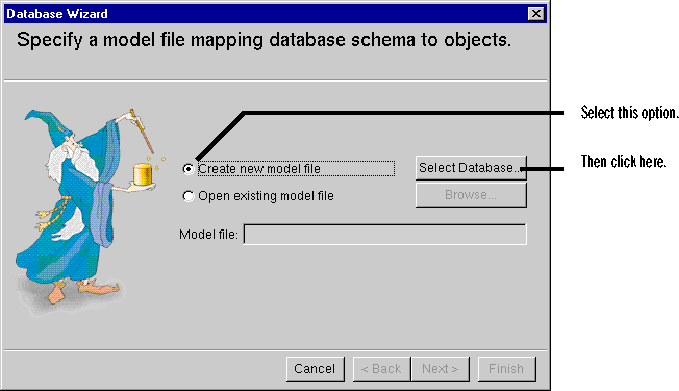 Database Wizard
Specify a model file mapping database schema to objects.
Select this option.
Create new model file
Select Database...
Then click here.
Open existing model file
Browse...
Model file:
Cancel
< Back
Next >
Finish